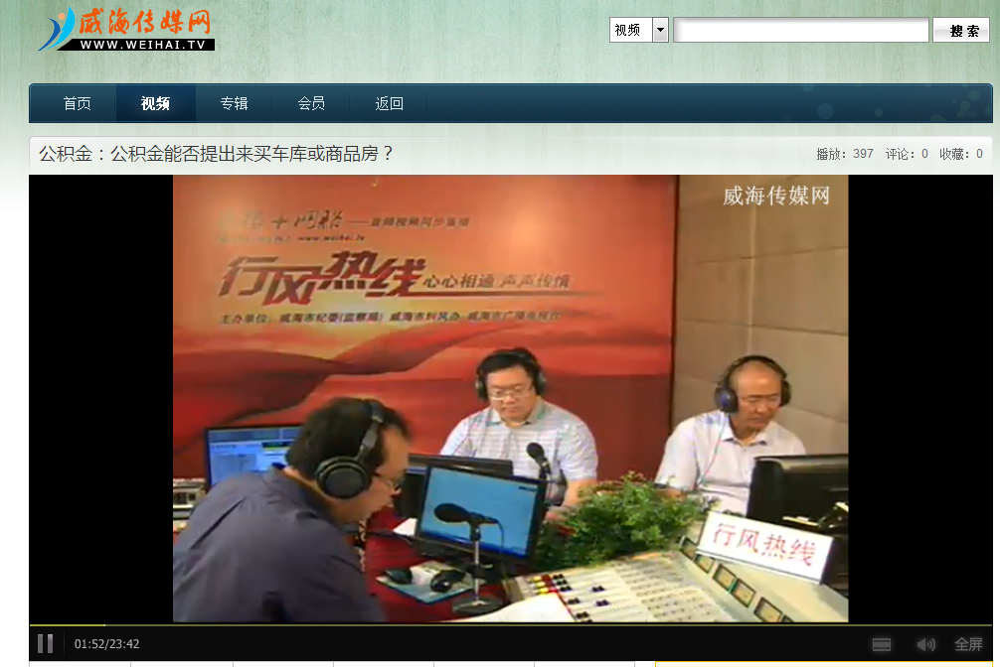 威海传媒网
WWW.WEIHAI.TV
视频
搜 索
首页 视频 专辑 会员 返回
公积金：公积金能否提出来买车库或商品房？
播放：397 评论：0 收藏：0
威海传媒网
音频视频同步直播
www.weihai.tv
行风热线 心心相通 声声传情
主办单位：威海市纪委(监察局) 威海市纠风办 威海市广播电视台
行风热线
01:52/23:42
全屏